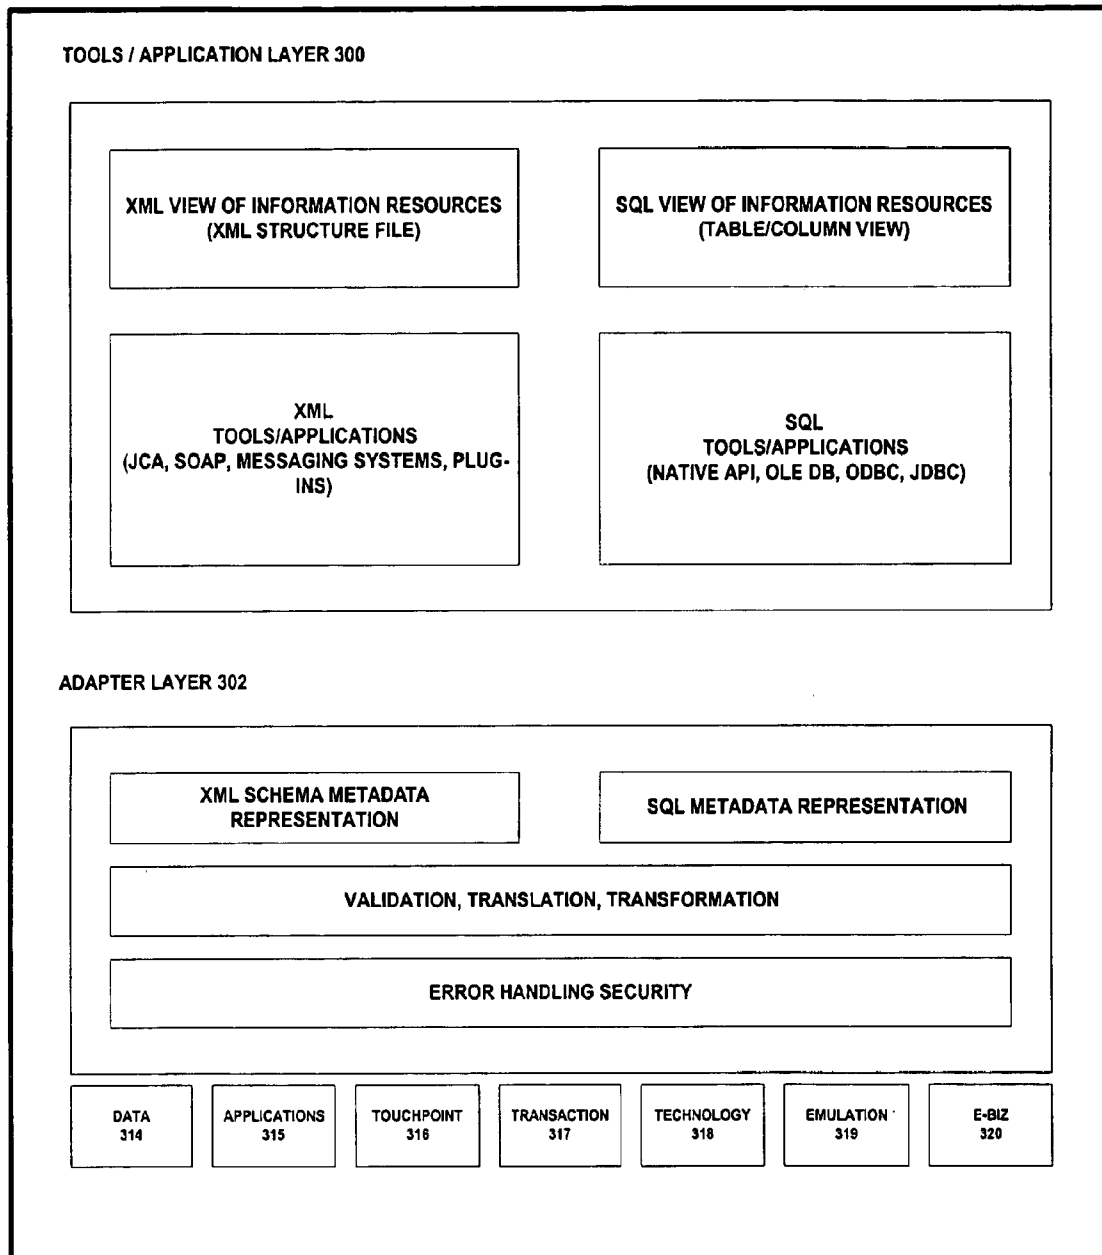 TOOLS / APPLICATION LAYER 300
XML VIEW OF INFORMATION RESOURCES
(XML STRUCTURE FILE)
SQL VIEW OF INFORMATION RESOURCES
(TABLE/COLUMN VIEW)
XML
TOOLS/APPLICATIONS
(JCA, SOAP, MESSAGING SYSTEMS, PLUG-
INS)
SQL
TOOLS/APPLICATIONS
(NATIVE API, OLE DB, ODBC, JDBC)
ADAPTER LAYER 302
XML SCHEMA METADATA
REPRESENTATION
SQL METADATA REPRESENTATION
VALIDATION, TRANSLATION, TRANSFORMATION
ERROR HANDLING SECURITY
DATA
314
APPLICATIONS
315
TOUCHPOINT
316
TRANSACTION
317
TECHNOLOGY
318
EMULATION
319
E-BIZ
320